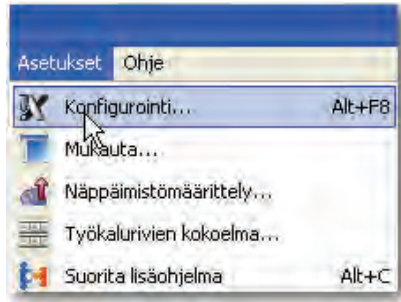 Asetukset Ohje
Konfigurointi... Alt+F8
Mukauta...
Näppäimistömäärittely...
Työkalurivien kokoelma...
Suorita lisäohjelma Alt+C